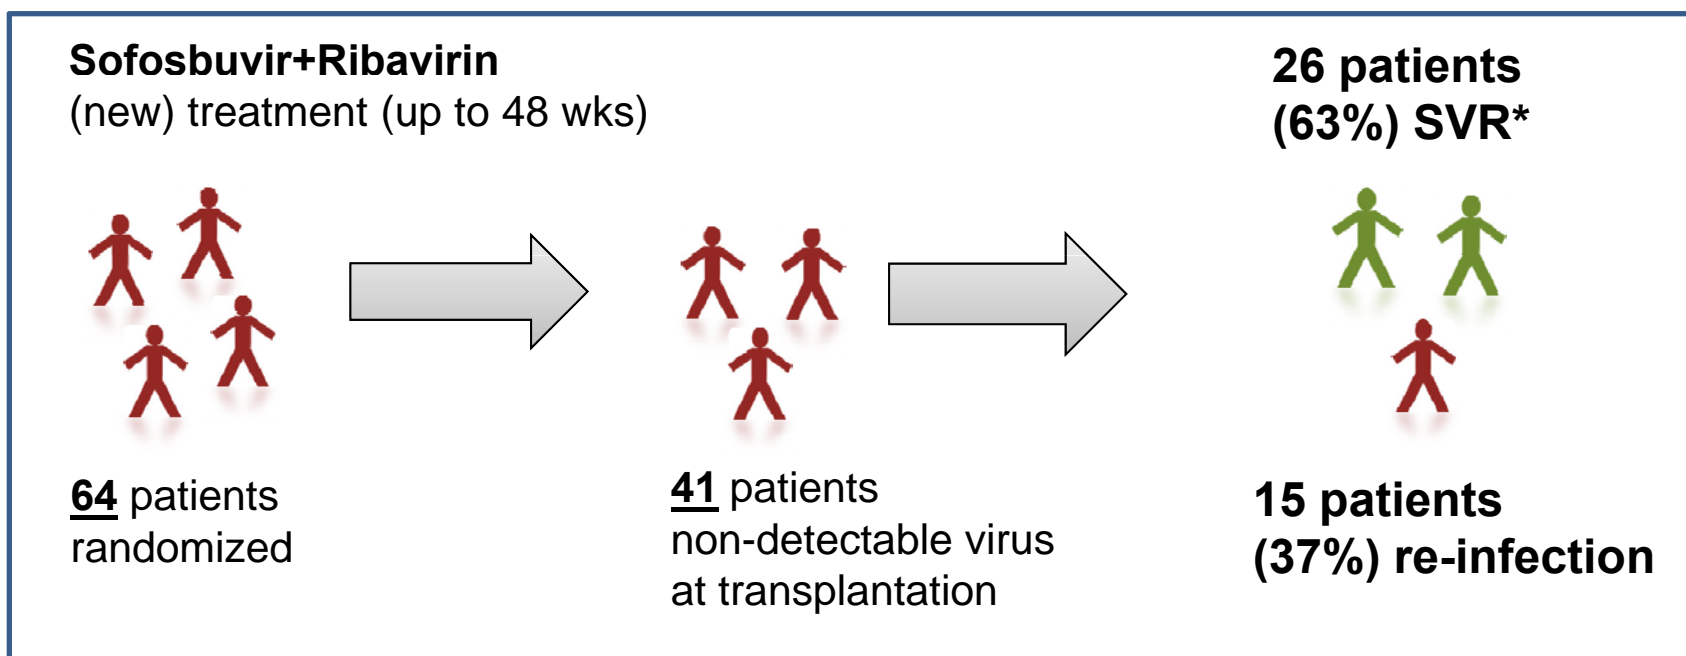 Sofosbuvir+Ribavirin
(new) treatment (up to 48 wks)
26 patients
(63%) SVR*
64 patients
randomized
41 patients
non-detectable virus
at transplantation
15 patients
(37%) re-infection